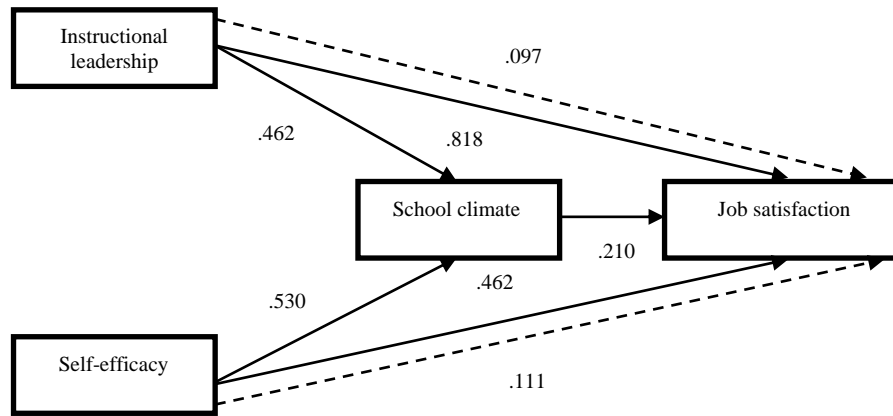 Instructional
leadership
.097
.462
.818
School climate
Job satisfaction
.210
.530
.462
Self-efficacy
.111